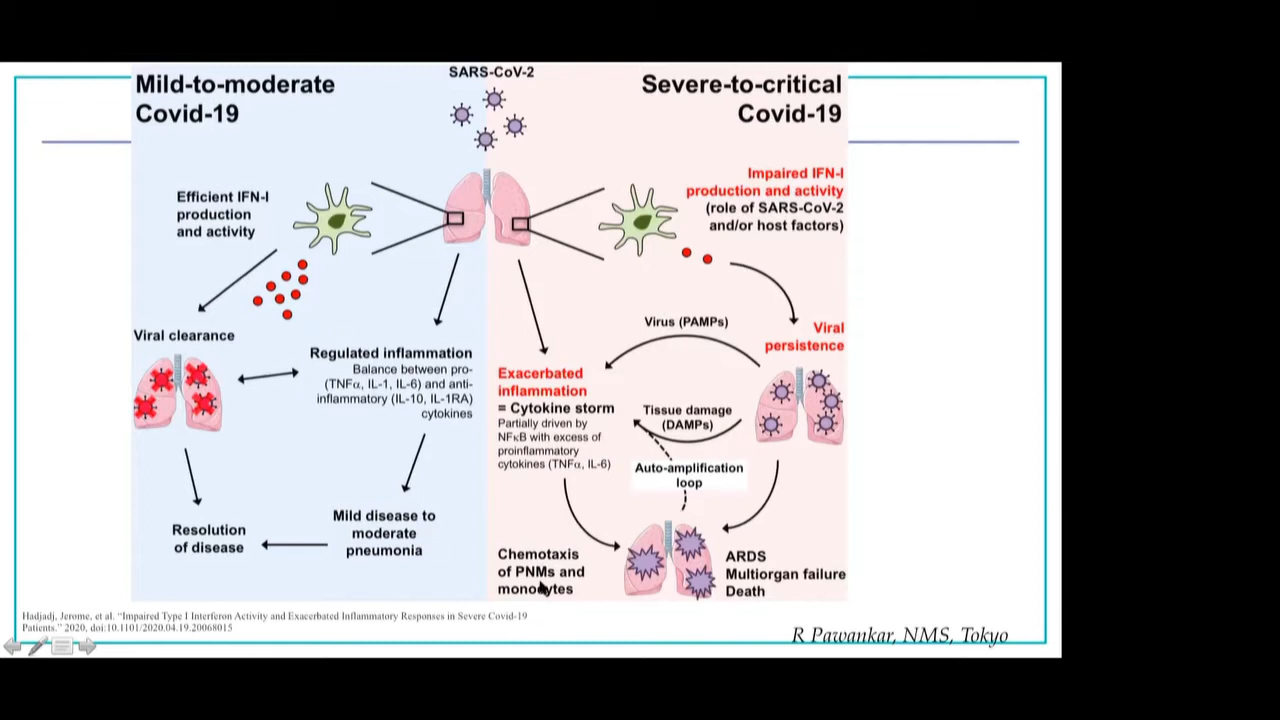 Mild-to-moderate
Covid-19
SARS-CoV-2
Severe-to-critical
Covid-19
Efficient IFN-I
production
and activity
Impaired IFN-I
production and activity
(role of SARS-CoV-2
and/or host factors)
Viral clearance
Regulated inflammation
Balance between pro-
(TNFα, IL-1, IL-6) and anti-
inflammatory (IL-10, IL-1RA)
cytokines
Virus (PAMPs)
Viral
persistence
Exacerbated
inflammation
= Cytokine storm
Partially driven by
NFκB with excess of
proinflammatory
cytokines (TNFα, IL-6)
Tissue damage
(DAMPs)
Auto-amplification
loop
Resolution
of disease
Mild disease to
moderate
pneumonia
Chemotaxis
of PNMs and
monocytes
ARDS
Multiorgan failure
Death
Hadjadj, Jerome, et al. “Impaired Type I Interferon Activity and Exacerbated Inflammatory Responses in Severe Covid-19
Patients.” 2020, doi:10.1101/2020.04.19.20068015
R Pawankar, NMS, Tokyo